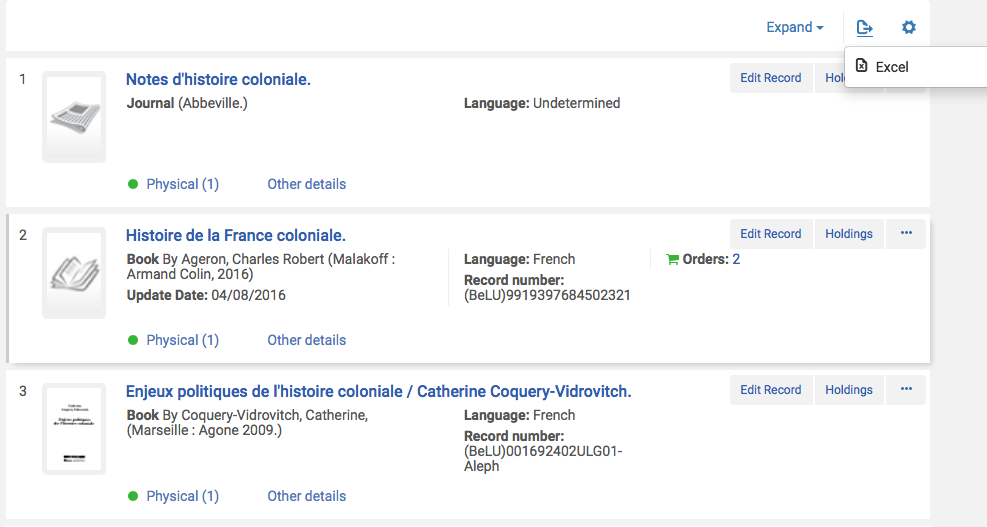 Expand
Excel
1
Notes d'histoire coloniale.
Edit Record
Journal (Abbeville.)
Language: Undetermined
Physical (1)
Other details
2
Histoire de la France coloniale.
Edit Record
Holdings
...
Book By Ageron, Charles Robert (Malakoff :
Armand Colin, 2016)
Update Date: 04/08/2016
Language: French
Record number:
(BeLU)9919397684502321
Orders: 2
Physical (1)
Other details
3
Enjeux politiques de l'histoire coloniale / Catherine Coquery-Vidrovitch.
Edit Record
Holdings
...
Book By Coquery-Vidrovitch, Catherine,
(Marseille : Agone 2009.)
Language: French
Record number:
(BeLU)001692402ULG01-
Aleph
Physical (1)
Other details